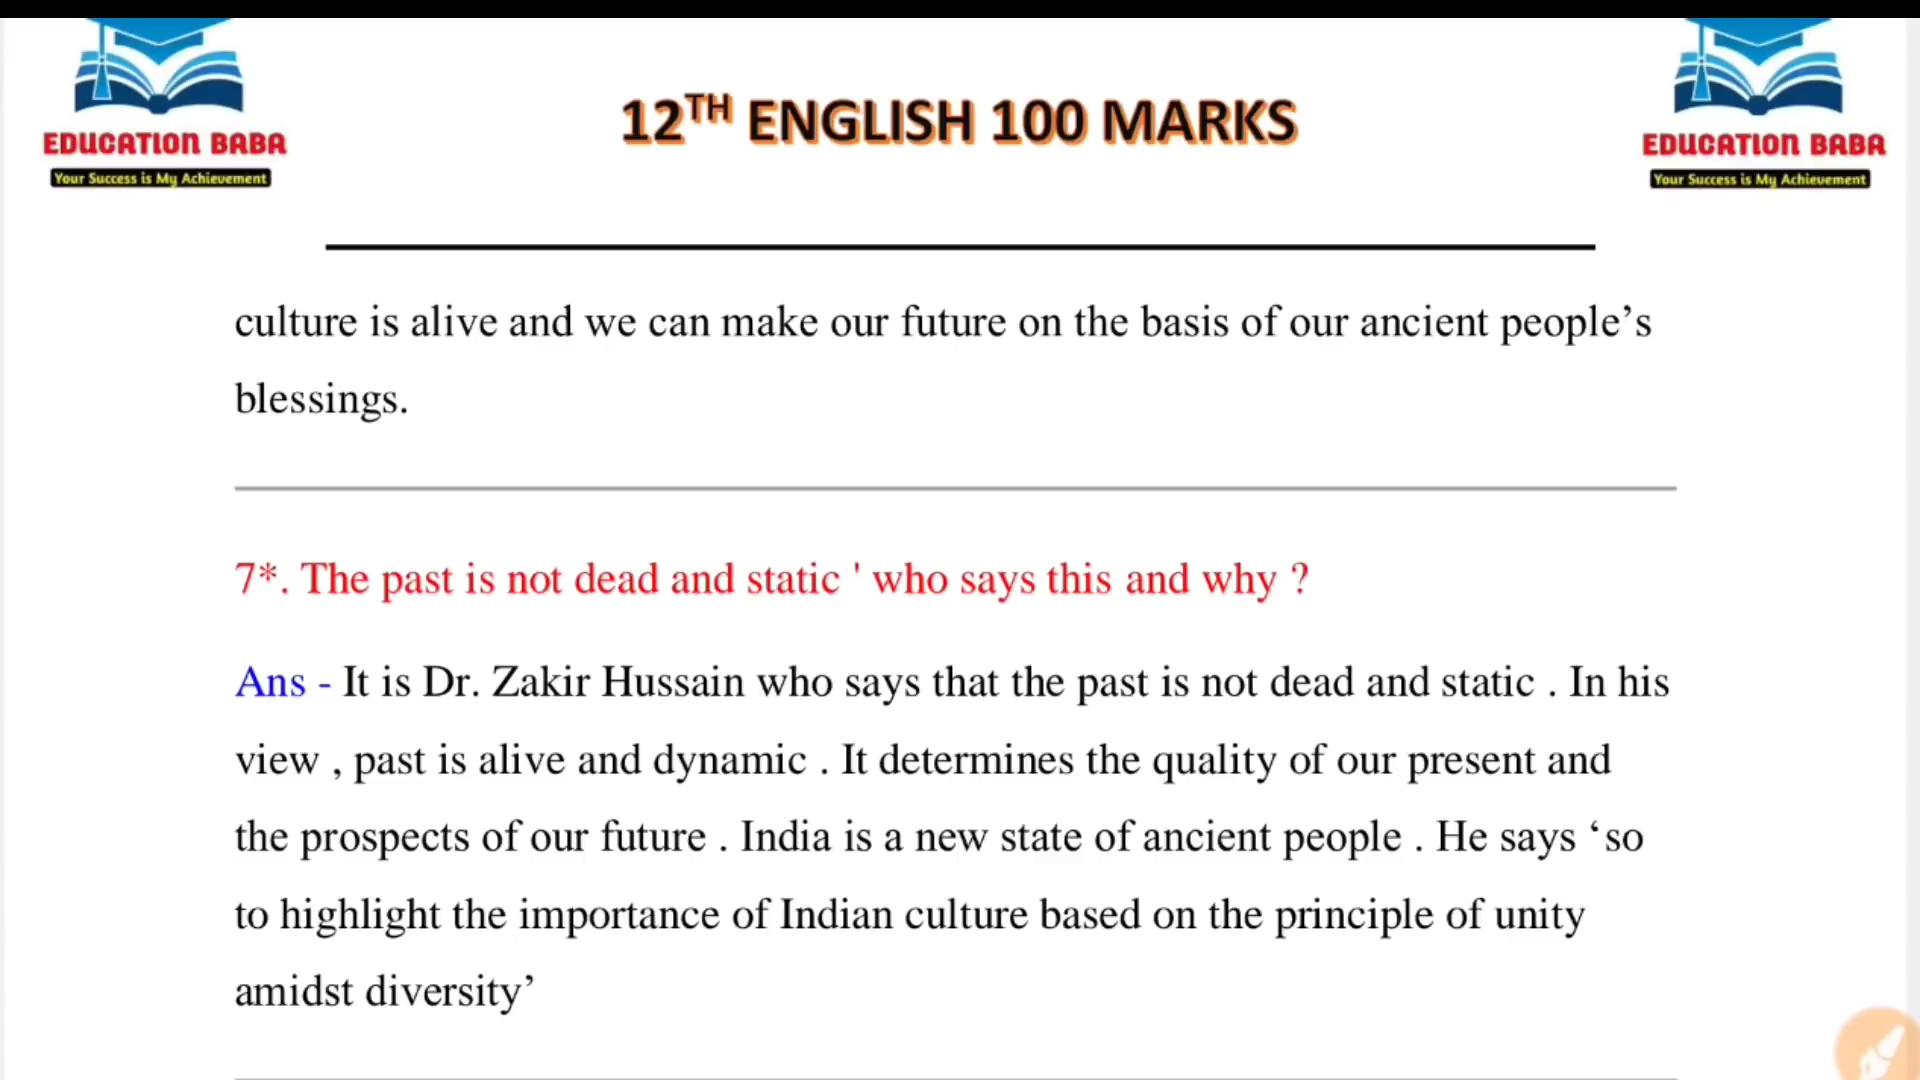 EDUCATION BABA
Your Success is My Achievement
12TH ENGLISH 100 MARKS
EDUCATION BABA
Your Success is My Achievement
culture is alive and we can make our future on the basis of our ancient people’s
blessings.
7*. The past is not dead and static ' who says this and why ?
Ans - It is Dr. Zakir Hussain who says that the past is not dead and static . In his
view , past is alive and dynamic . It determines the quality of our present and
the prospects of our future . India is a new state of ancient people . He says ‘so
to highlight the importance of Indian culture based on the principle of unity
amidst diversity’